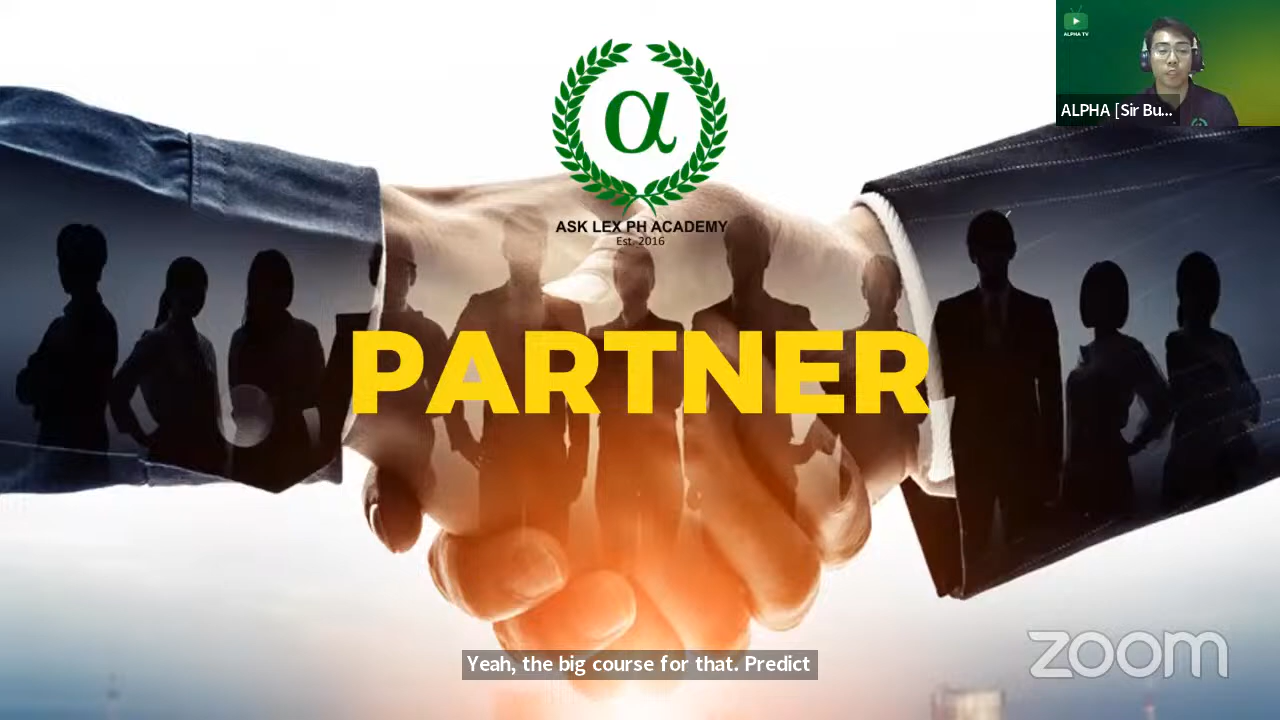 α
ASK LEX PH ACADEMY
Est. 2016
PARTNER
ALPHA TV
ALPHA [Sir Bu...
Yeah, the big course for that. Predict
zoom